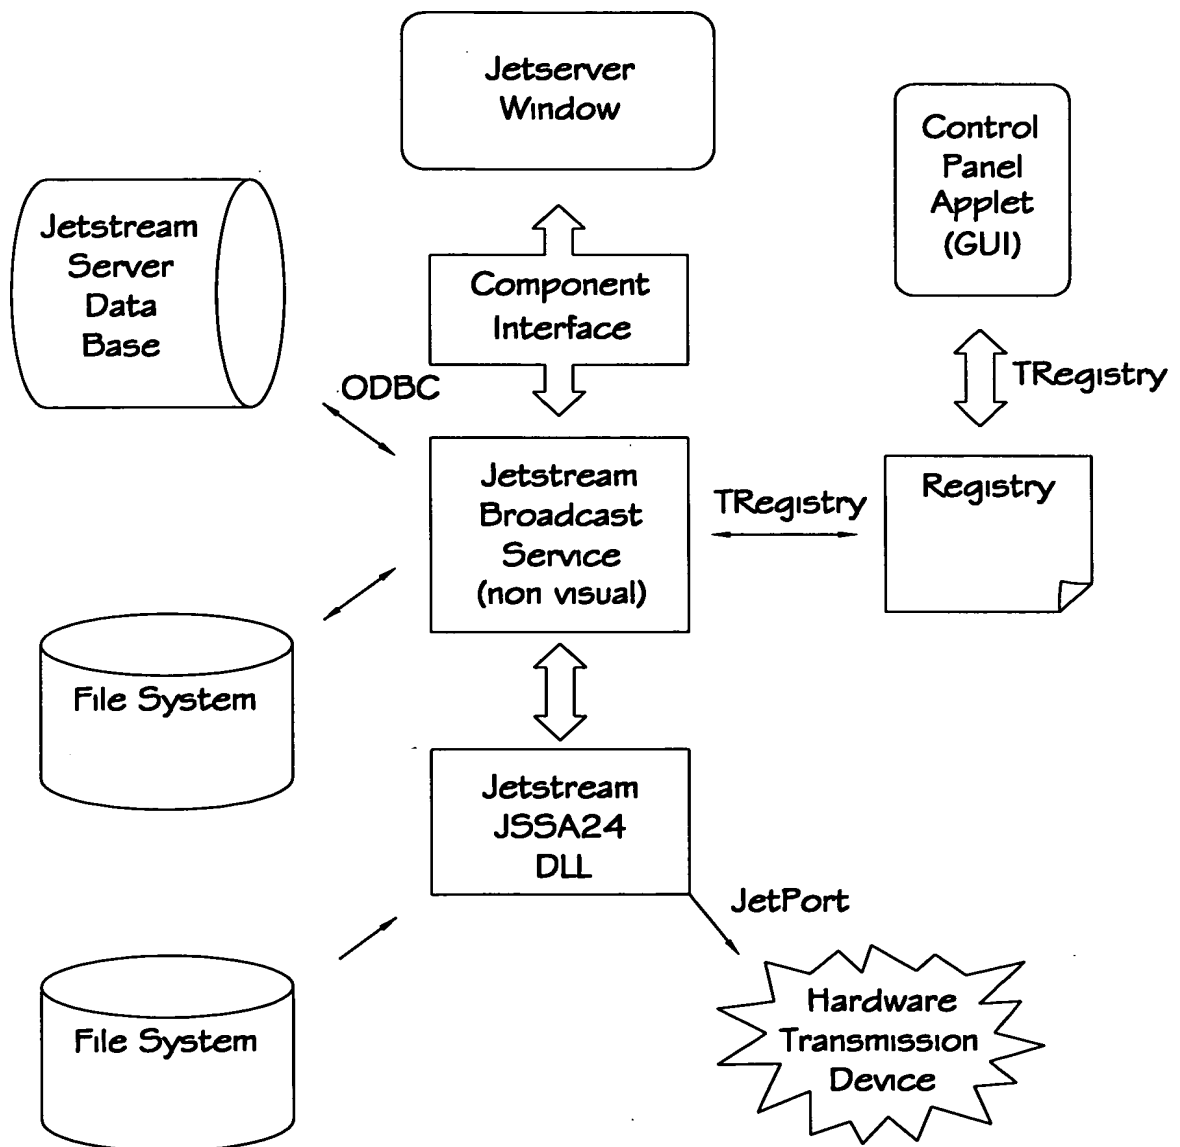 Jetserver
Window
Control
Panel
Applet
(GUI)
Jetstream
Server
Data
Base
Component
Interface
ODBC
TRegistry
Jetstream
Broadcast
Service
(non visual)
TRegistry
Registry
File System
Jetstream
JSSA24
DLL
JetPort
File System
Hardware
Transmission
Device